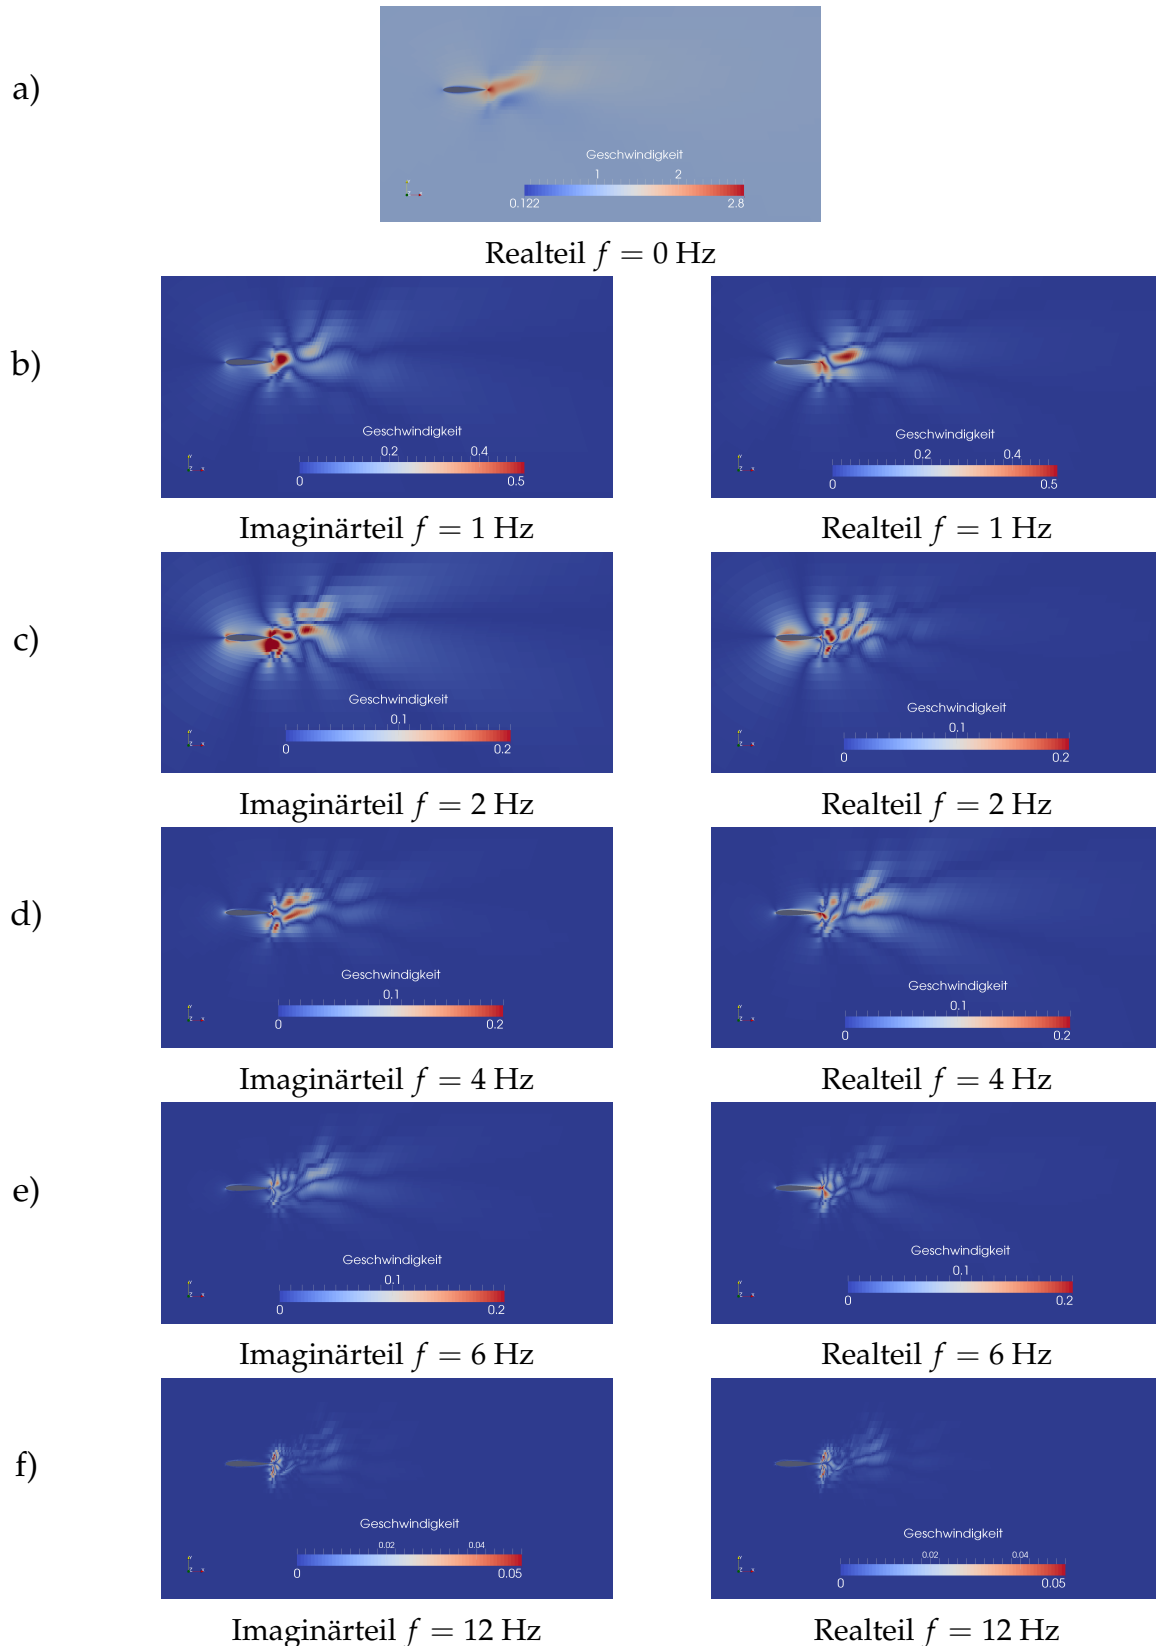 a)
Geschwindigkeit
1 2
0.122 2.8
Realteil f = 0 Hz
b)
Geschwindigkeit
0.2 0.4
0 0.5
Geschwindigkeit
0.2 0.4
0 0.5
Imaginärteil f = 1 Hz
Realteil f = 1 Hz
c)
Geschwindigkeit
0.1
0 0.2
Geschwindigkeit
0.1
0 0.2
Imaginärteil f = 2 Hz
Realteil f = 2 Hz
d)
Geschwindigkeit
0.1
0 0.2
Geschwindigkeit
0.1
0 0.2
Imaginärteil f = 4 Hz
Realteil f = 4 Hz
e)
Geschwindigkeit
0.1
0 0.2
Geschwindigkeit
0.1
0 0.2
Imaginärteil f = 6 Hz
Realteil f = 6 Hz
f)
Geschwindigkeit
0.02 0.04
0 0.05
Geschwindigkeit
0.02 0.04
0 0.05
Imaginärteil f = 12 Hz
Realteil f = 12 Hz